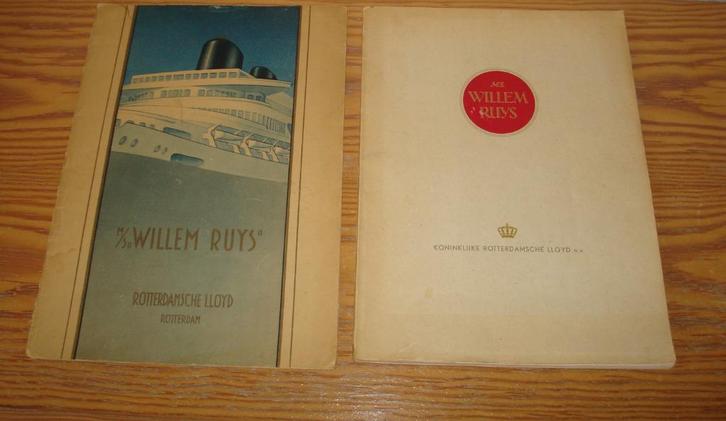 M/S „WILLEM RUYS"
ROTTERDAMSCHE LLOYD
ROTTERDAM
M.S.
WILLEM
RUYS
KONINKLIJKE ROTTERDAMSCHE LLOYD N.V.